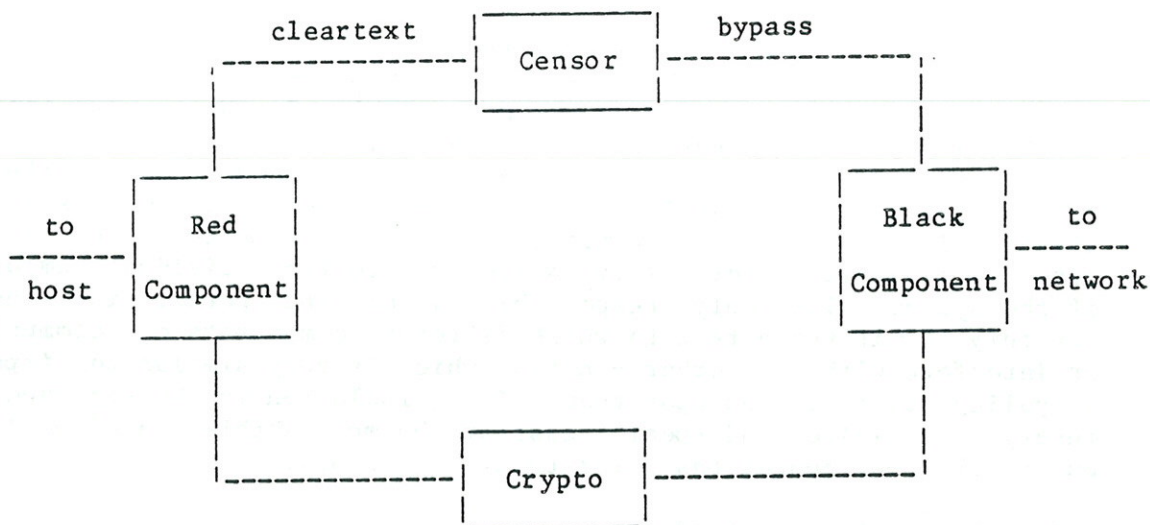 cleartext
bypass
Censor
to
Red
Black
to
host
Component
Component
network
Crypto